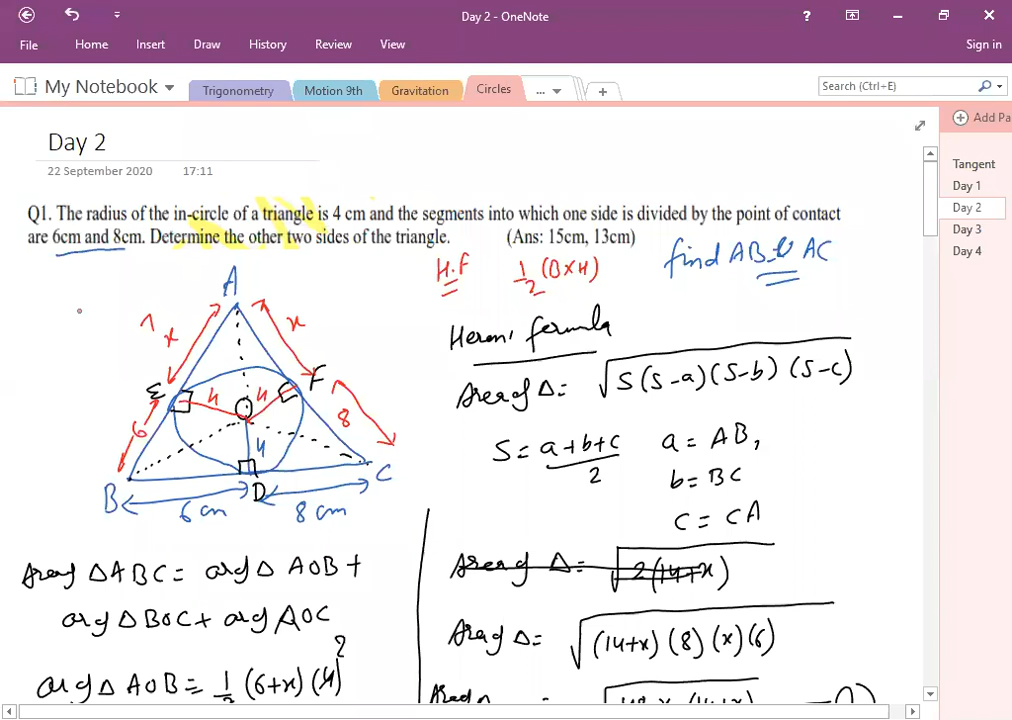 Day 2 - OneNote
?
File Home Insert Draw History Review View Sign in
My Notebook Trigonometry Motion 9th Gravitation Circles ... + Search (Ctrl+E)
Day 2
22 September 2020 17:11
Add Pa
Tangent
Day 1
Day 2
Day 3
Day 4
Q1. The radius of the in-circle of a triangle is 4 cm and the segments into which one side is divided by the point of contact
are 6cm and 8cm. Determine the other two sides of the triangle. (Ans: 15cm, 13cm)
H.F 1/2 (B×H) find AB & AC
A
x x
E F
4 4
O
6 8
4
B D C
6 cm 8 cm
formula
Area of Δ = √S(S-a)(S-b)(S-c)
S = a+b+c/2 a = AB,
b = BC
c = CA
Area of ΔABC = ar of Δ AOB +
ar of ΔBOC + ar of AOC
ar of Δ AOB = 1/2 (6+x)(4)
2
Area of Δ = √2(14+x)
Area of Δ = √(14+x)(8)(x)(6)